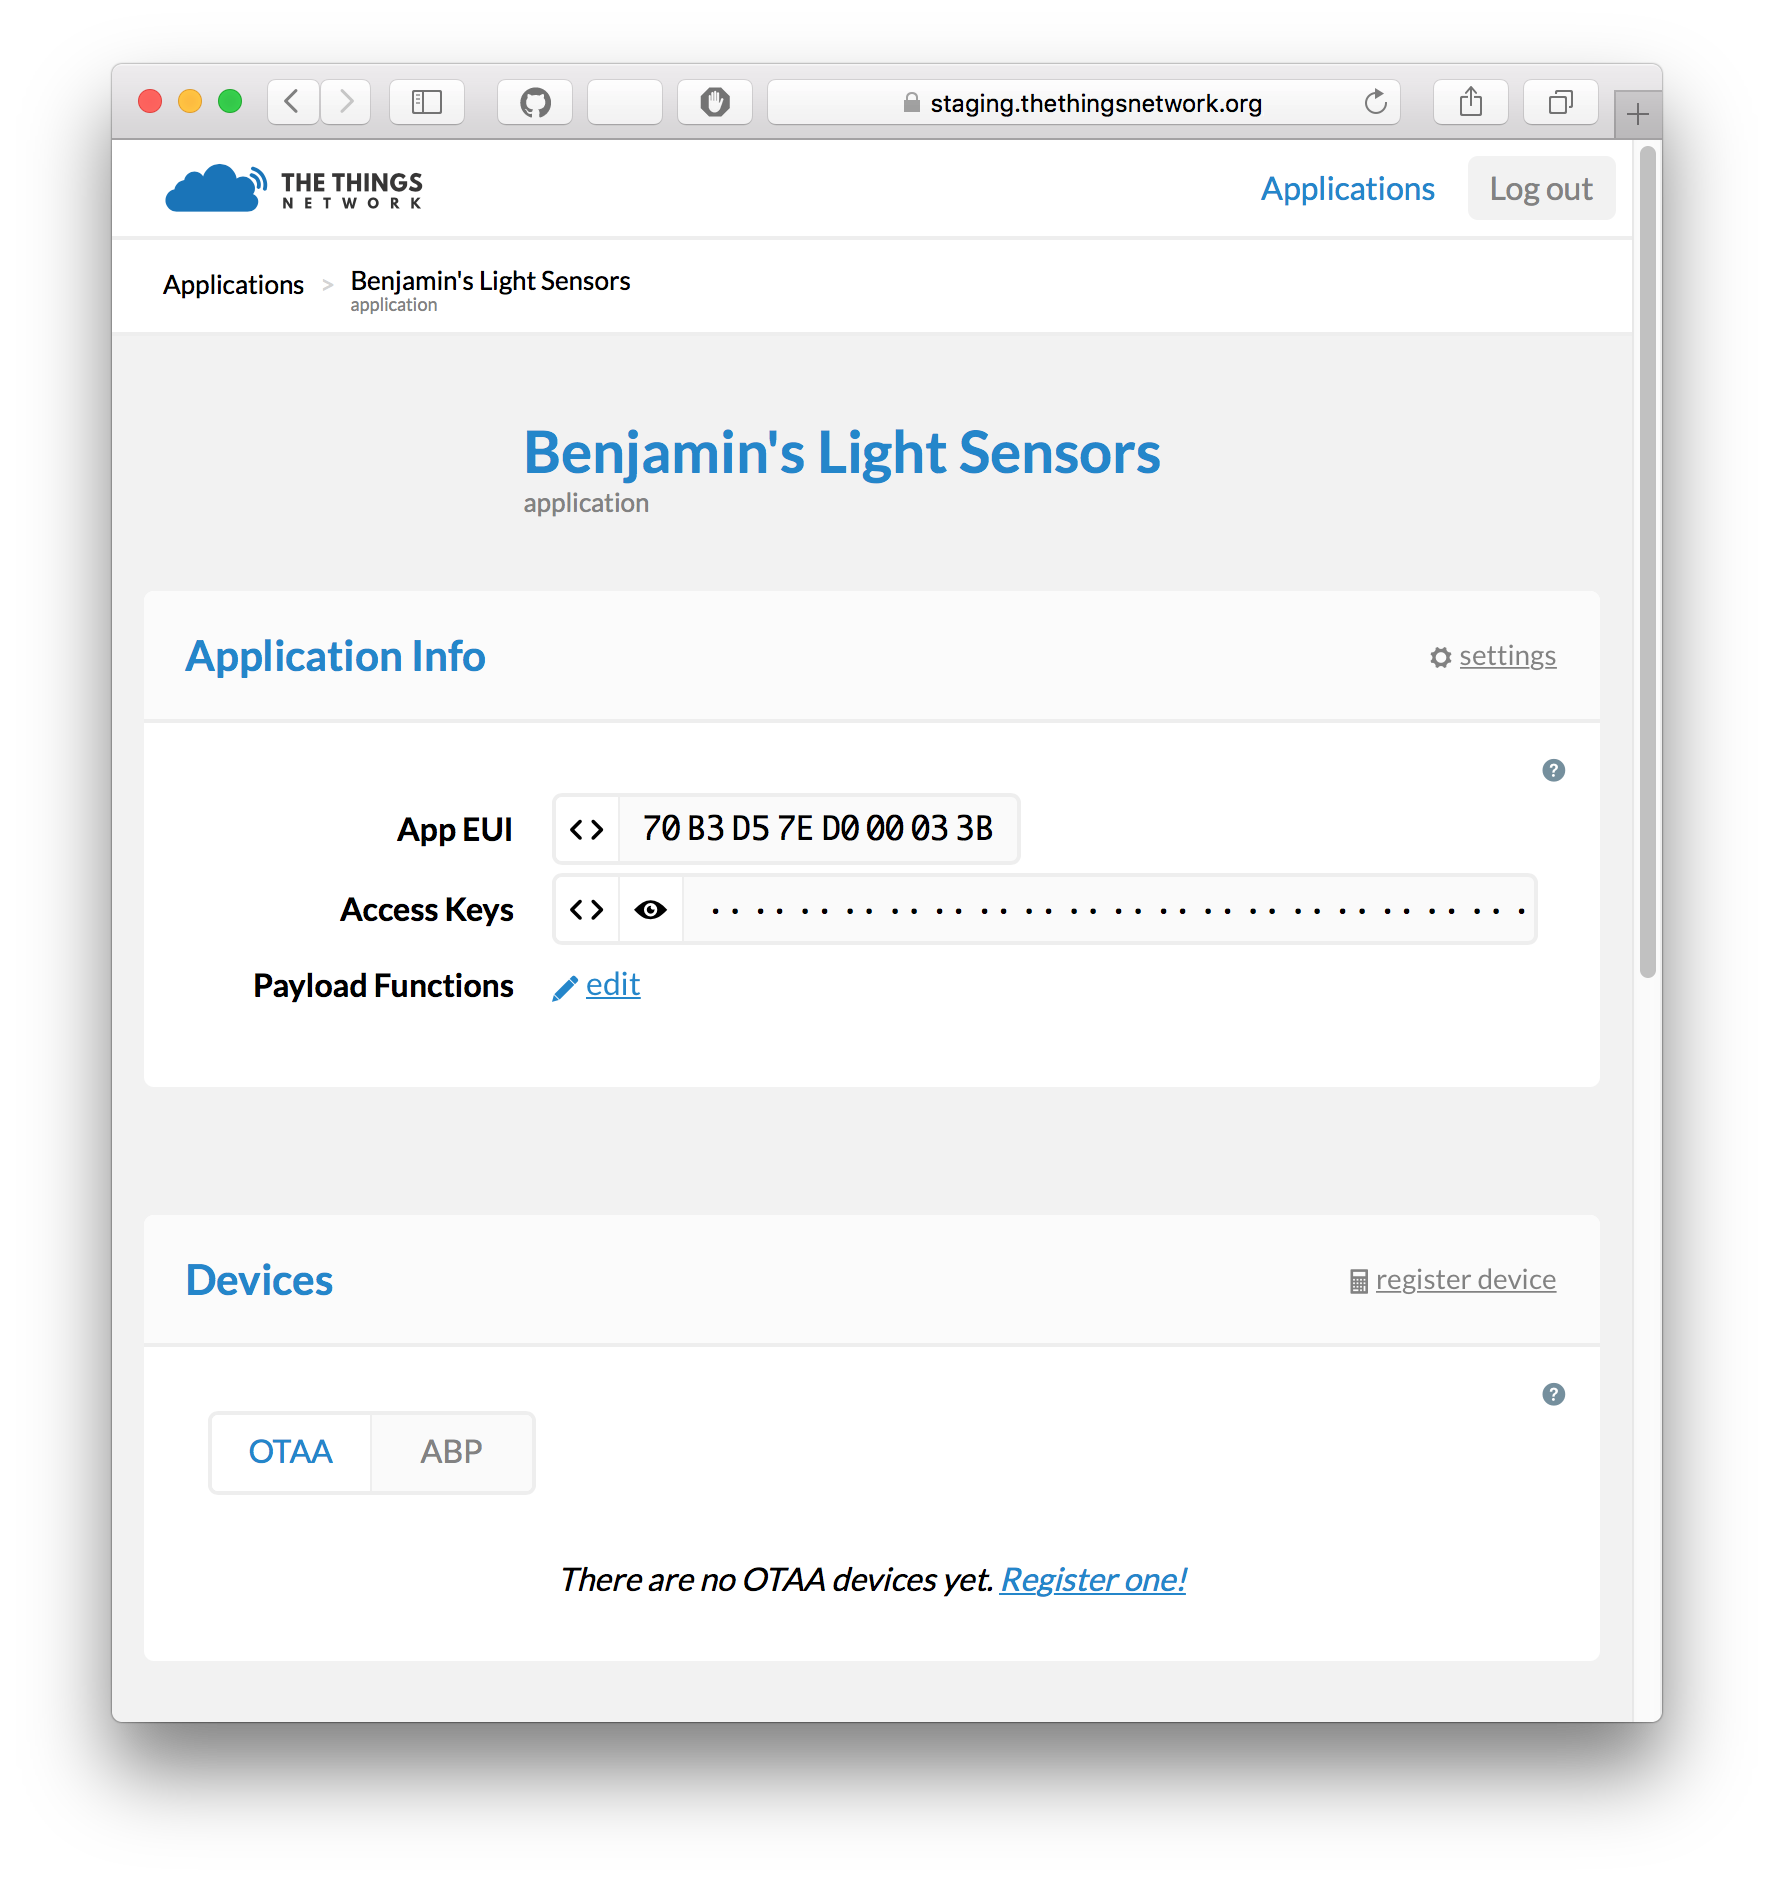 staging.thethingsnetwork.org
THE THINGS
NETWORK
Applications
Log out
Applications > Benjamin's Light Sensors
application
Benjamin's Light Sensors
application
Application Info
settings
?
App EUI
<> 70 B3 D5 7E D0 00 03 3B
Access Keys
<> ......................................
Payload Functions
edit
Devices
register device
?
OTAA
ABP
There are no OTAA devices yet. Register one!